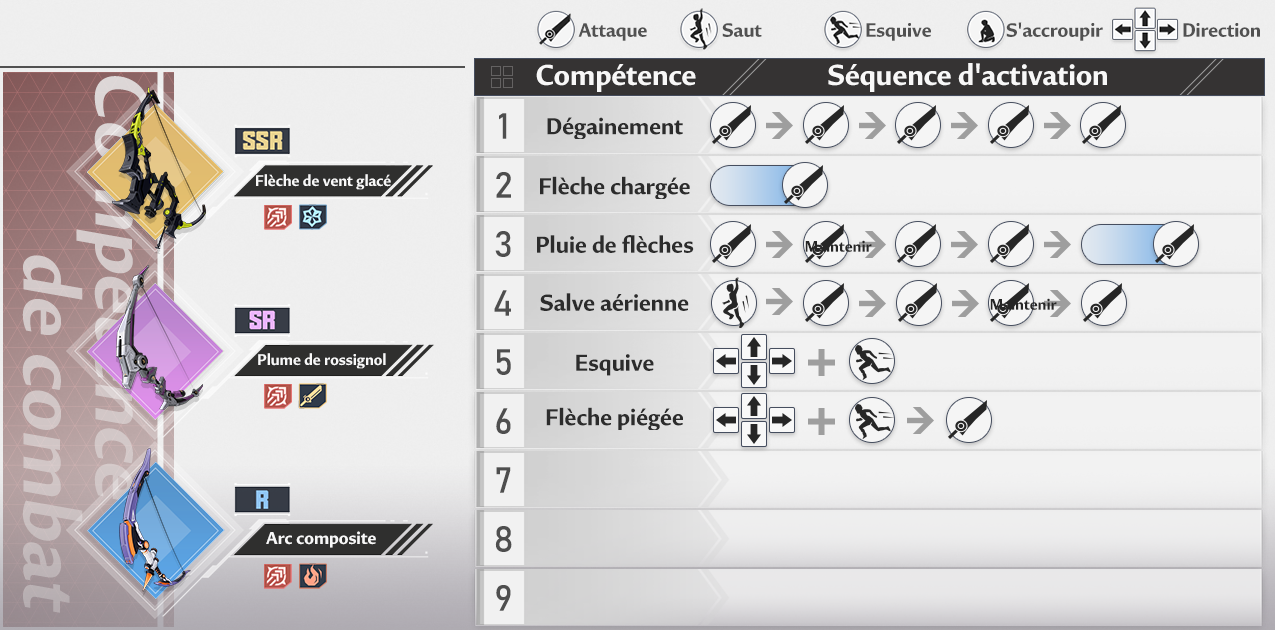 Attaque
Saut
Esquive
S'accroupir
Direction
Compétence
de combat
SSR
Flèche de vent glacé
SR
Plume de rossignol
R
Arc composite
Compétence Séquence d'activation
1 Dégainement
2 Flèche chargée
3 Pluie de flèches Maintenir
4 Salve aérienne Maintenir
5 Esquive
6 Flèche piégée
7
8
9